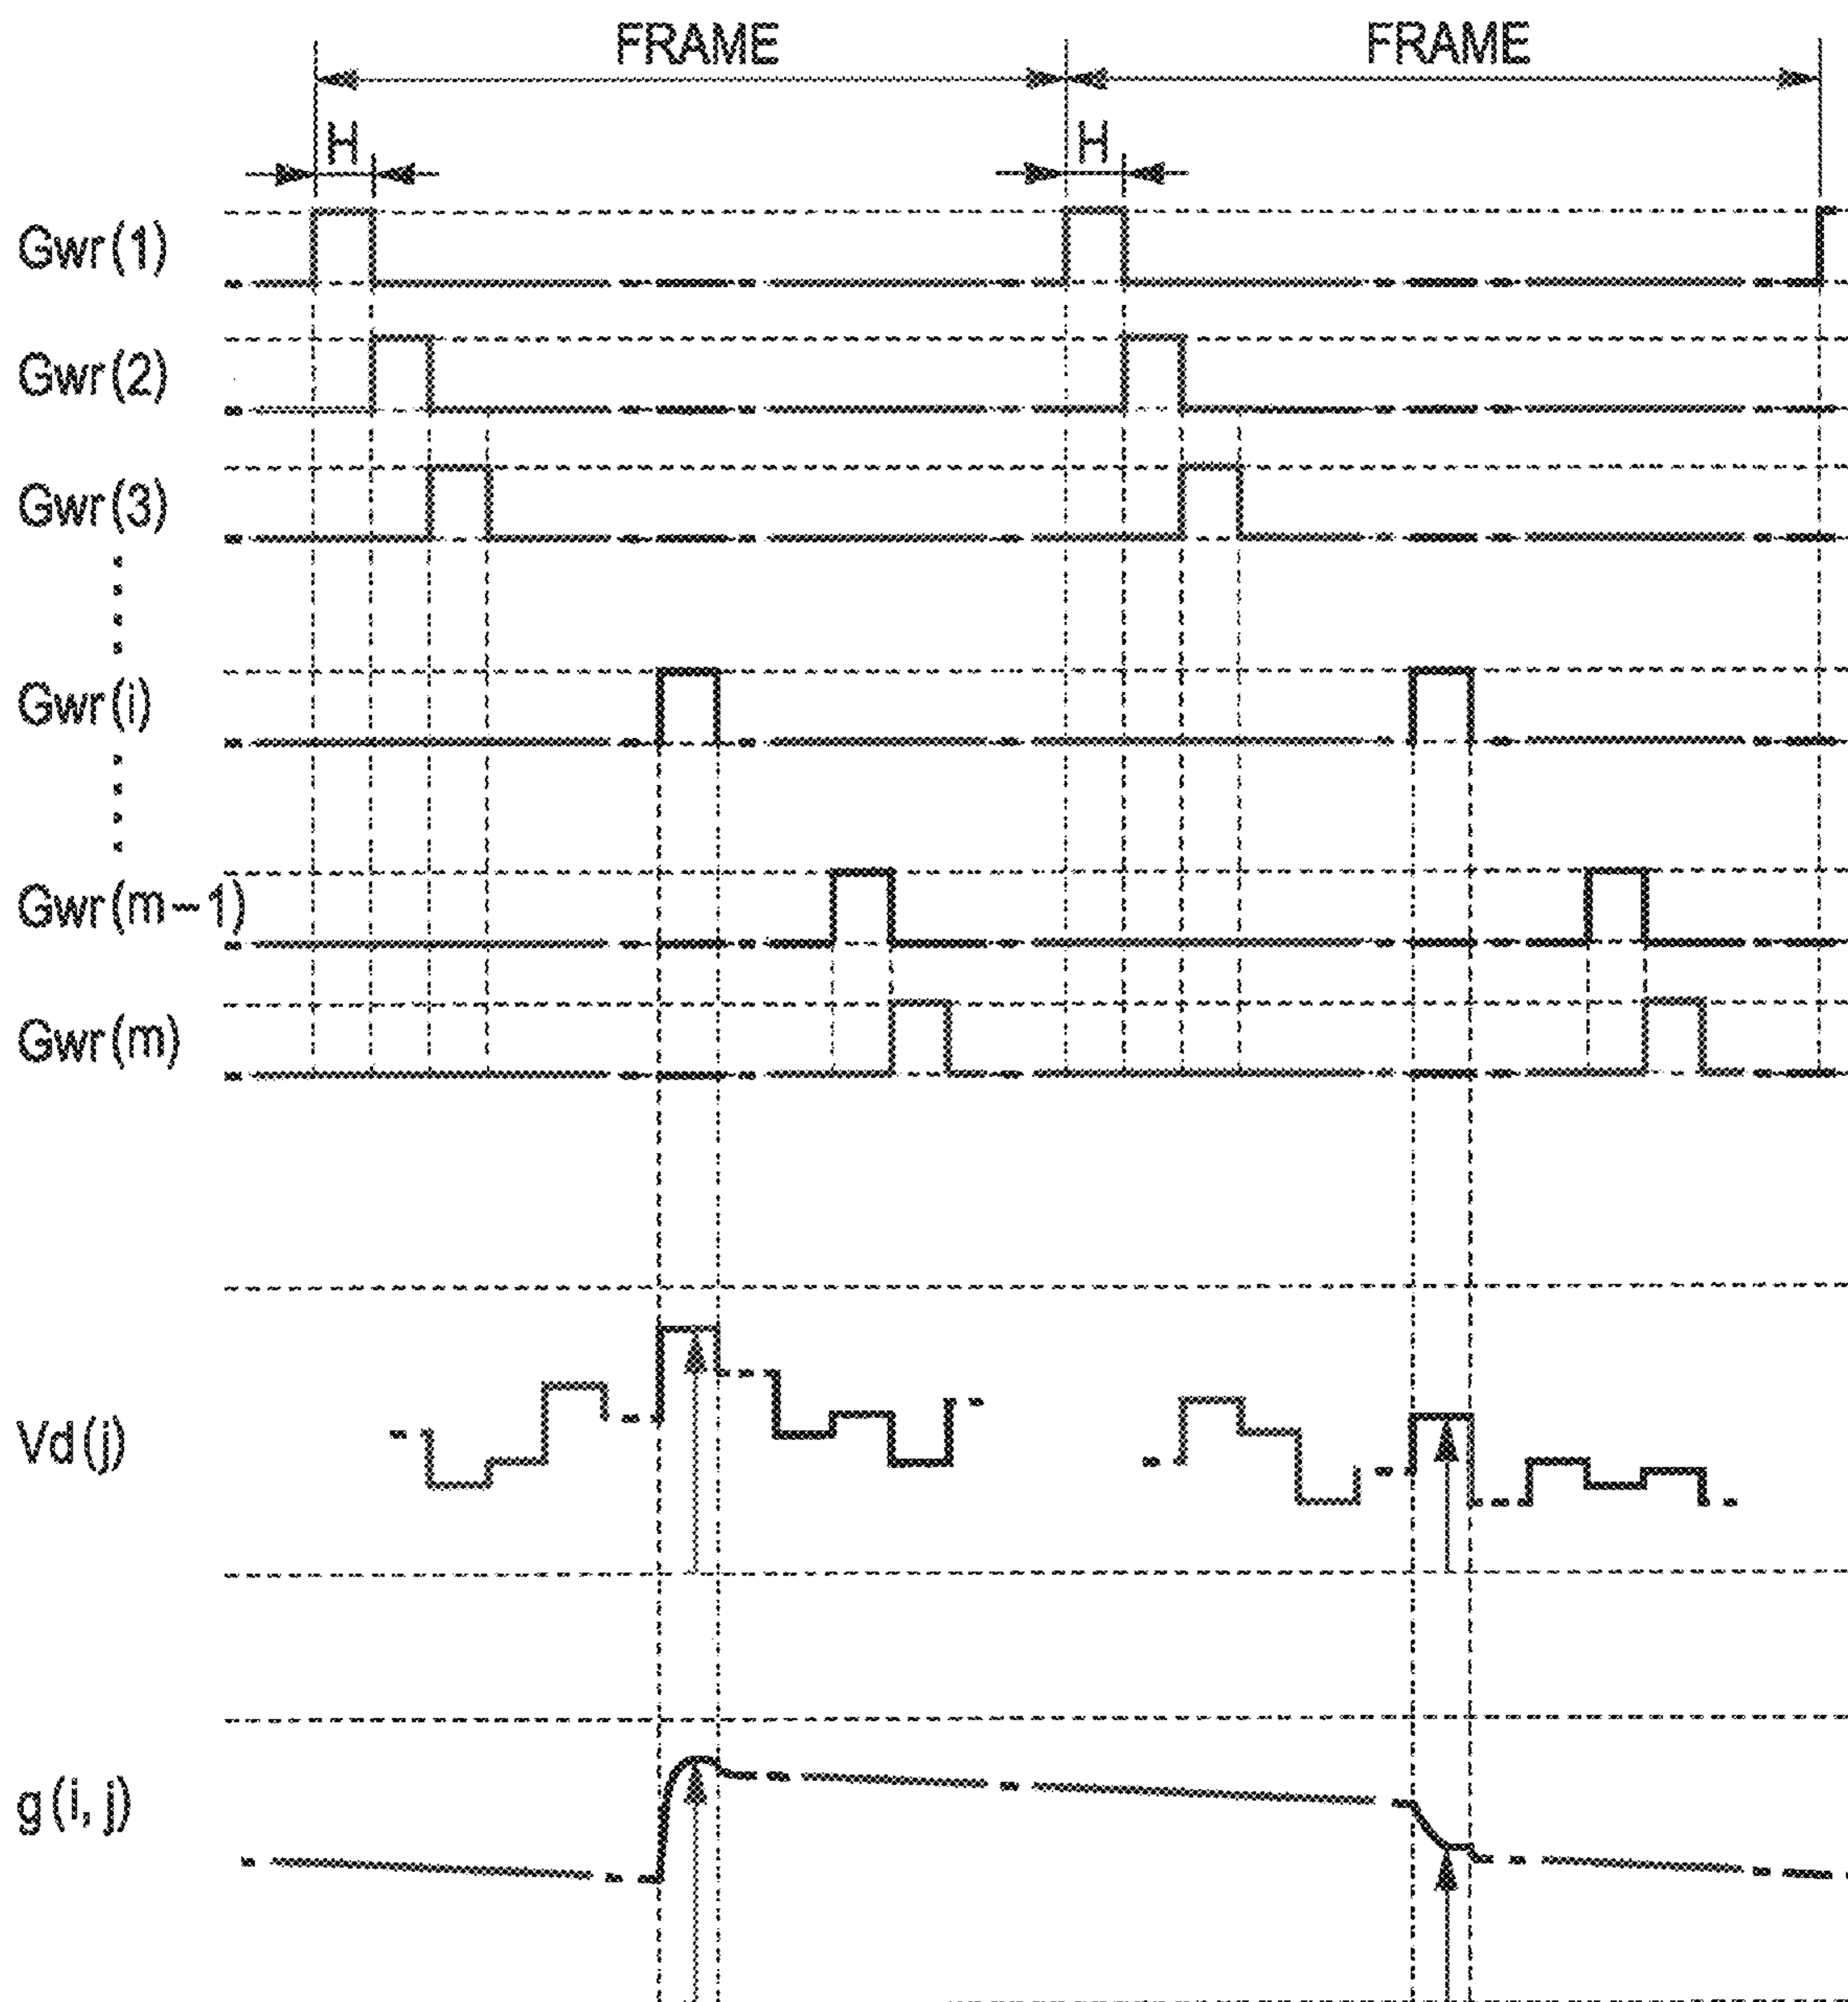 FRAME FRAME
H H
Gwr(1)
Gwr(2)
Gwr(3)
Gwr(i)
Gwr(m−1)
Gwr(m)
Vd(j)
g(i, j)